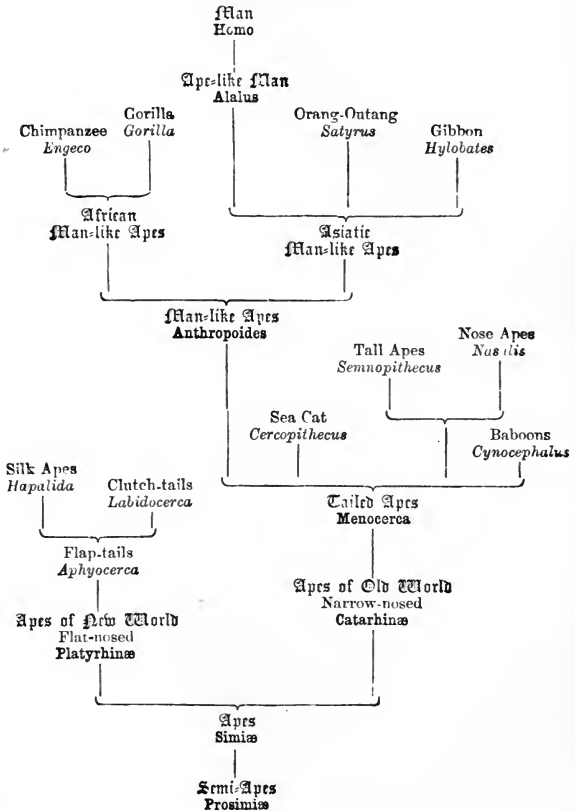 Man
Homo
Ape-like Man
Alalus
Gorilla
Gorilla
Chimpanzee
Engeco
Orang-Outang
Satyrus
Gibbon
Hylobates
African
Man-like Apes
Asiatic
Man-like Apes
Man-like Apes
Anthropoides
Nose Apes
Nasalis
Tall Apes
Semnopithecus
Sea Cat
Cercopithecus
Baboons
Cynocephalus
Silk Apes
Hapalida
Clutch-tails
Labidocerca
Tailed Apes
Menocerca
Flap-tails
Aphyocerca
Apes of Old World
Narrow-nosed
Catarhinæ
Apes of New World
Flat-nosed
Platyrhinæ
Apes
Simiæ
Semi-Apes
Prosimiæ